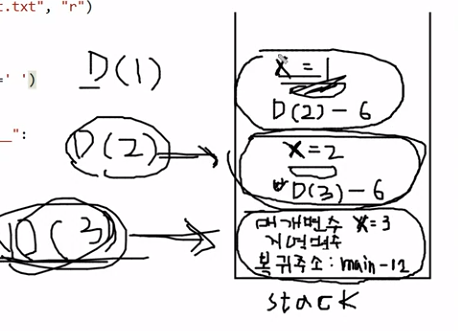 t.txt", "r")
=' ')
__":
D(1)
D(2)
D(3)
x = 1
D(2) - 6
x = 2
D(3) - 6
매개변수 x=3
지역변수
복귀주소: main-12
stack